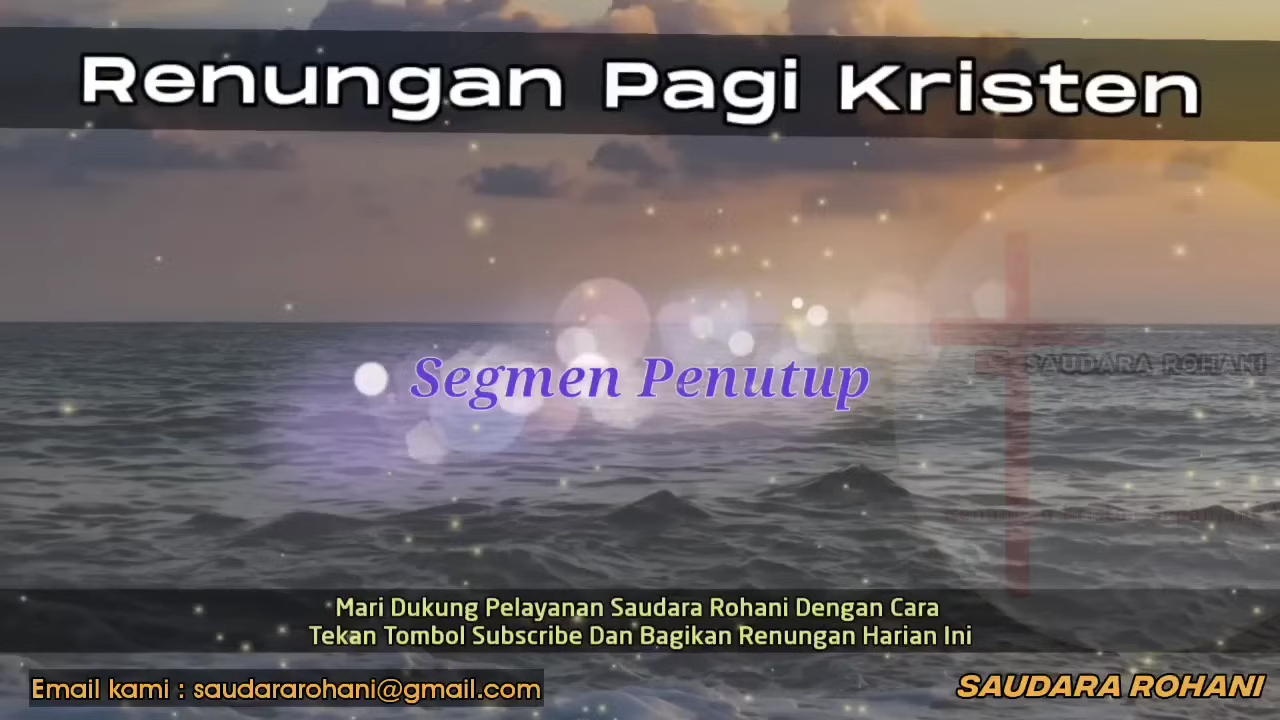 Renungan Pagi Kristen
Segmen Penutup
SAUDARA ROHANI
Mari Dukung Pelayanan Saudara Rohani Dengan Cara
Tekan Tombol Subscribe Dan Bagikan Renungan Harian Ini
Email kami : saudararohani@gmail.com
SAUDARA ROHANI